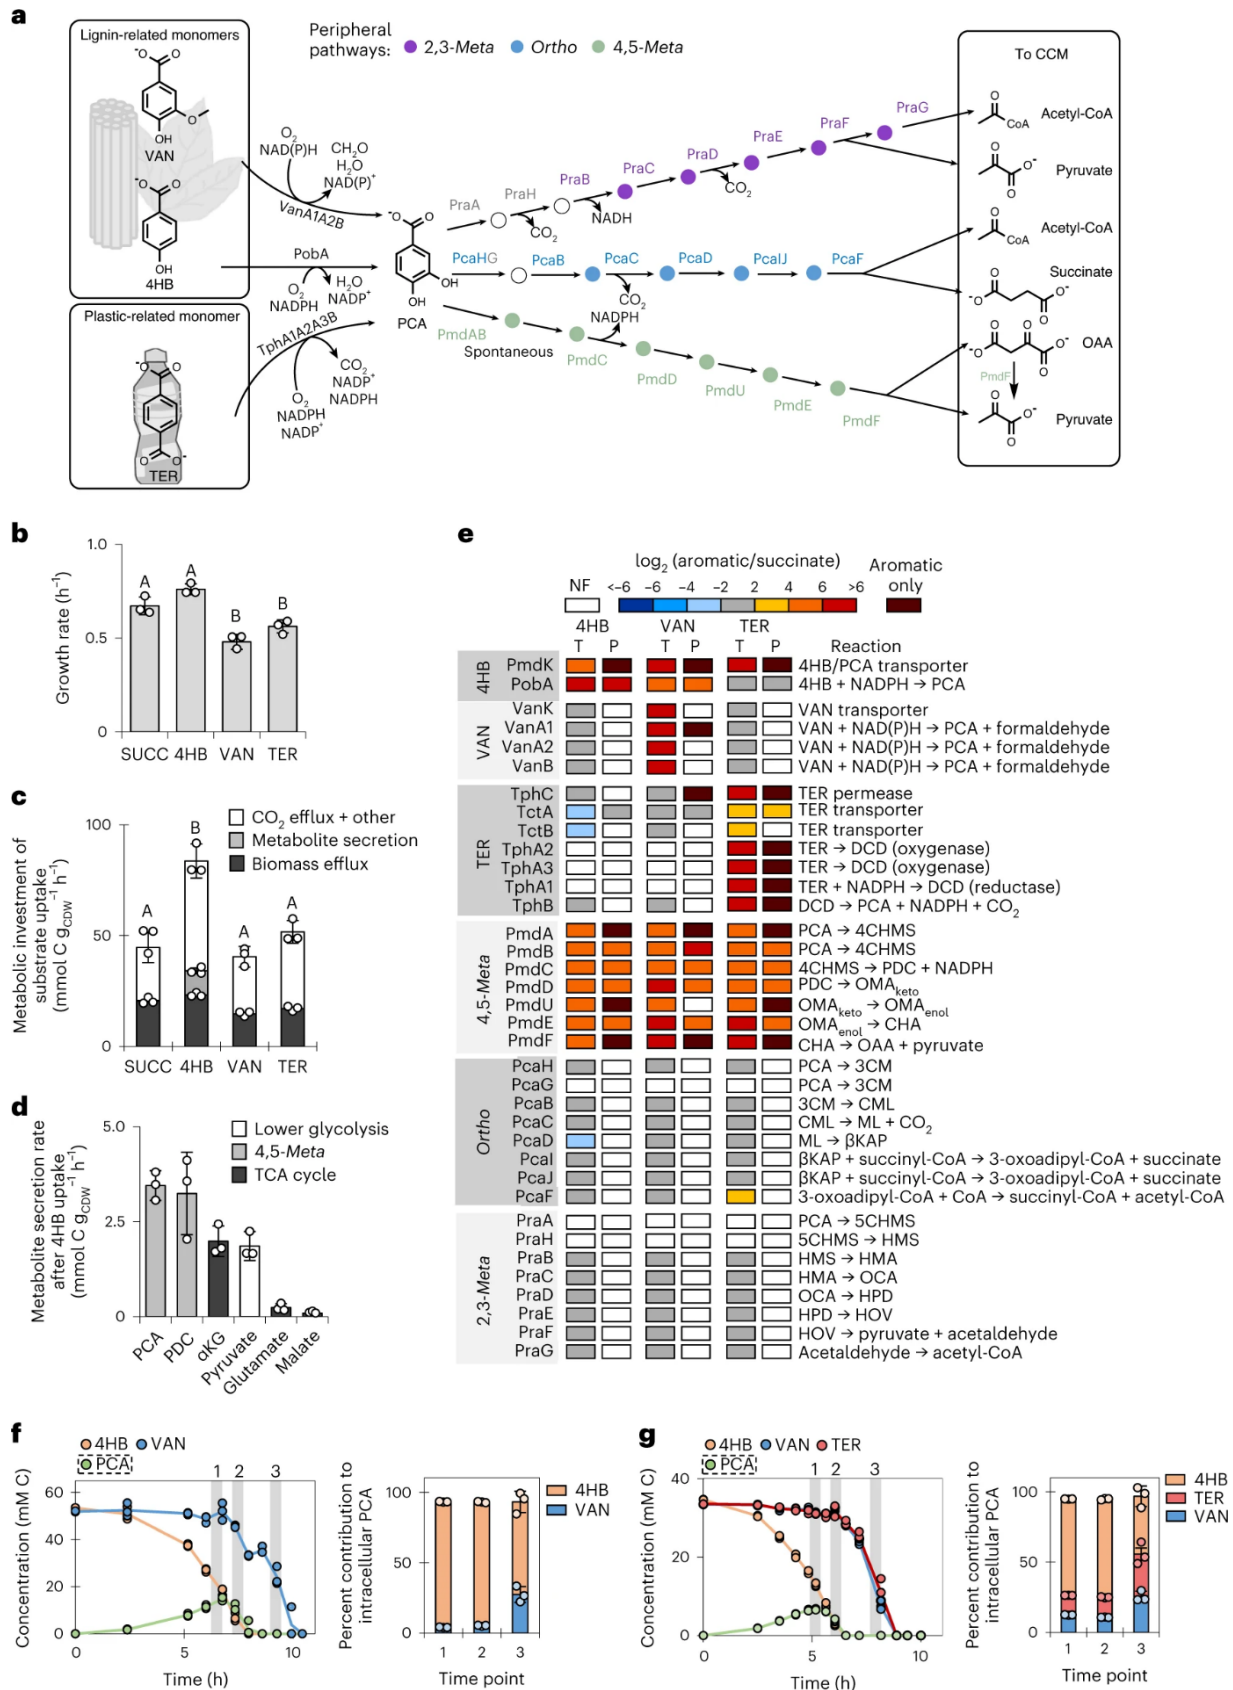 a
Lignin-related monomers
VAN
4HB
Plastic-related monomer
TER
Peripheral
pathways: 2,3-Meta Ortho 4,5-Meta
O₂
NAD(P)H
CH₂O
H₂O
NAD(P)⁺
VanA1A2B
PobA
O₂
NADPH
H₂O
NADP⁺
TphA1A2A3B
O₂
NADPH
NADP⁺
CO₂
NADP⁺
NADPH
PCA
PraA PraH PraB PraC PraD PraE PraF PraG
CO₂ NADH CO₂
PcaHG PcaB PcaC PcaD PcaIJ PcaF
CO₂
NADPH
PmdAB
Spontaneous
PmdC PmdD PmdU PmdE PmdF
To CCM
Acetyl-CoA
Pyruvate
Acetyl-CoA
Succinate
OAA
PmdF
Pyruvate
b
Growth rate (h⁻¹)
1.0
0.5
0
A A B B
SUCC 4HB VAN TER
c
Metabolic investment of
substrate uptake
(mmol C gCDW⁻¹ h⁻¹)
CO₂ efflux + other
Metabolite secretion
Biomass efflux
100
50
0
A B A A
SUCC 4HB VAN TER
d
Metabolite secretion rate
after 4HB uptake
(mmol C gCDW⁻¹ h⁻¹)
Lower glycolysis
4,5-Meta
TCA cycle
5.0
2.5
0
PCA PDC αKG Pyruvate Glutamate Malate
e
log₂ (aromatic/succinate)
NF <−6 −6 −4 −2 2 4 6 >6
Aromatic
only
4HB VAN TER
T P T P T P Reaction
4HB
PmdK 4HB/PCA transporter
PobA 4HB + NADPH → PCA
VAN
VanK VAN transporter
VanA1 VAN + NAD(P)H → PCA + formaldehyde
VanA2 VAN + NAD(P)H → PCA + formaldehyde
VanB VAN + NAD(P)H → PCA + formaldehyde
TER
TphC TER permease
TctA TER transporter
TctB TER transporter
TphA2 TER → DCD (oxygenase)
TphA3 TER → DCD (oxygenase)
TphA1 TER + NADPH → DCD (reductase)
TphB DCD → PCA + NADPH + CO₂
4,5-Meta
PmdA PCA → 4CHMS
PmdB PCA → 4CHMS
PmdC 4CHMS → PDC + NADPH
PmdD PDC → OMAketo
PmdU OMAketo → OMAenol
PmdE OMAenol → CHA
PmdF CHA → OAA + pyruvate
Ortho
PcaH PCA → 3CM
PcaG PCA → 3CM
PcaB 3CM → CML
PcaC CML → ML + CO₂
PcaD ML → βKAP
PcaI βKAP + succinyl-CoA → 3-oxoadipyl-CoA + succinate
PcaJ βKAP + succinyl-CoA → 3-oxoadipyl-CoA + succinate
PcaF 3-oxoadipyl-CoA + CoA → succinyl-CoA + acetyl-CoA
2,3-Meta
PraA PCA → 5CHMS
PraH 5CHMS → HMS
PraB HMS → HMA
PraC HMA → OCA
PraD OCA → HPD
PraE HPD → HOV
PraF HOV → pyruvate + acetaldehyde
PraG Acetaldehyde → acetyl-CoA
f
4HB VAN
PCA
1 2 3
Concentration (mM C)
60
40
20
0
0 5 10
Time (h)
Percent contribution to
intracellular PCA
100
50
0
1 2 3
Time point
4HB
VAN
g
4HB VAN TER
PCA
1 2 3
Concentration (mM C)
40
20
0
0 5 10
Time (h)
Percent contribution to
intracellular PCA
100
50
0
1 2 3
Time point
4HB
TER
VAN